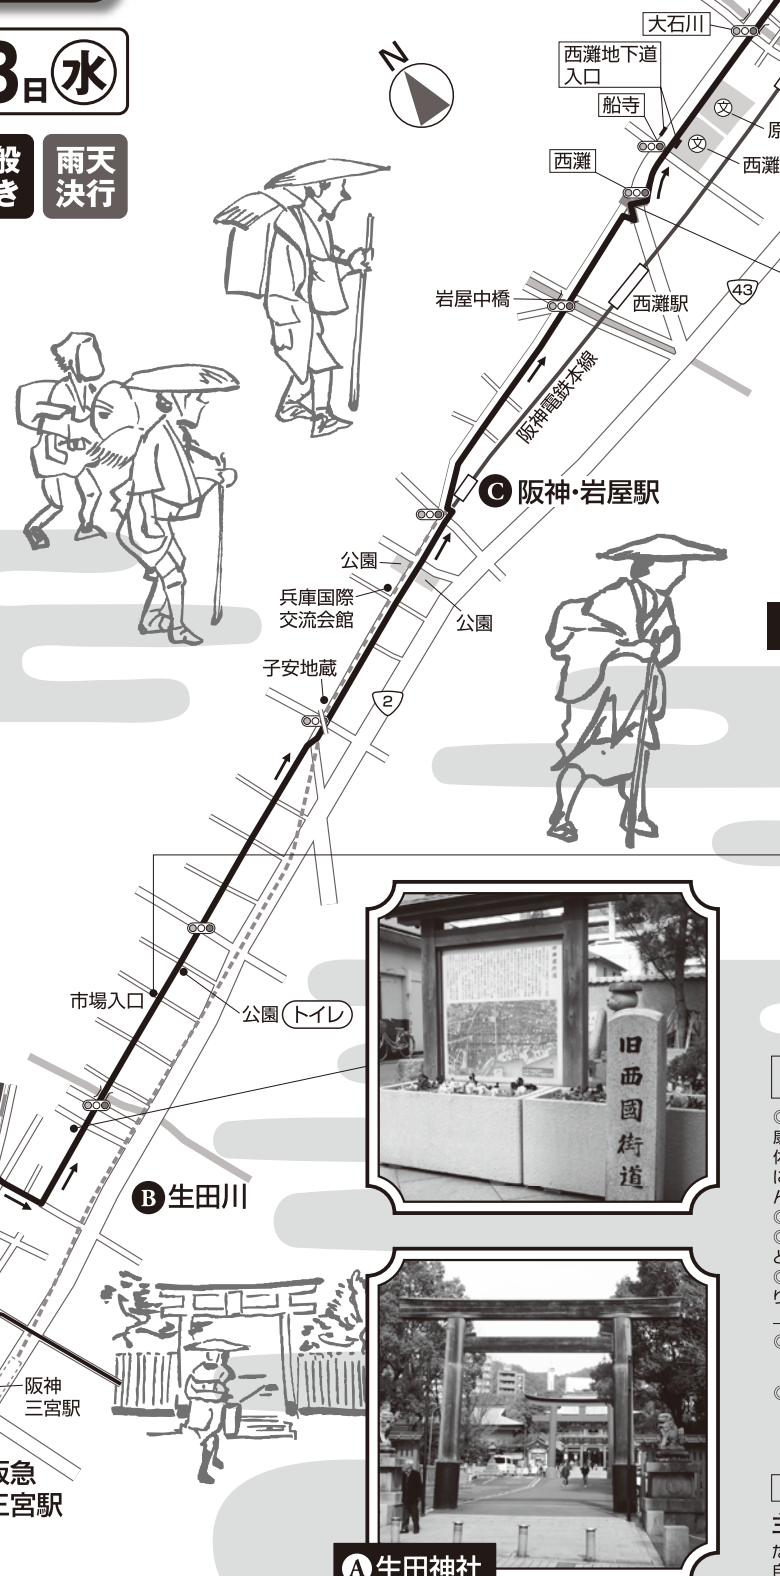 大石川
3日㊌
N
西灘地下道
入口
船寺
文
文
般
雨天
決行
西灘
西灘
43
岩屋中橋
西灘駅
阪神電鉄本線
C 阪神・岩屋駅
公園
兵庫国際
交流会館
公園
子安地蔵
2
市場入口
公園 トイレ
旧西國街道
B 生田川
阪神
三宮駅
阪急
三宮駅
A 生田神社